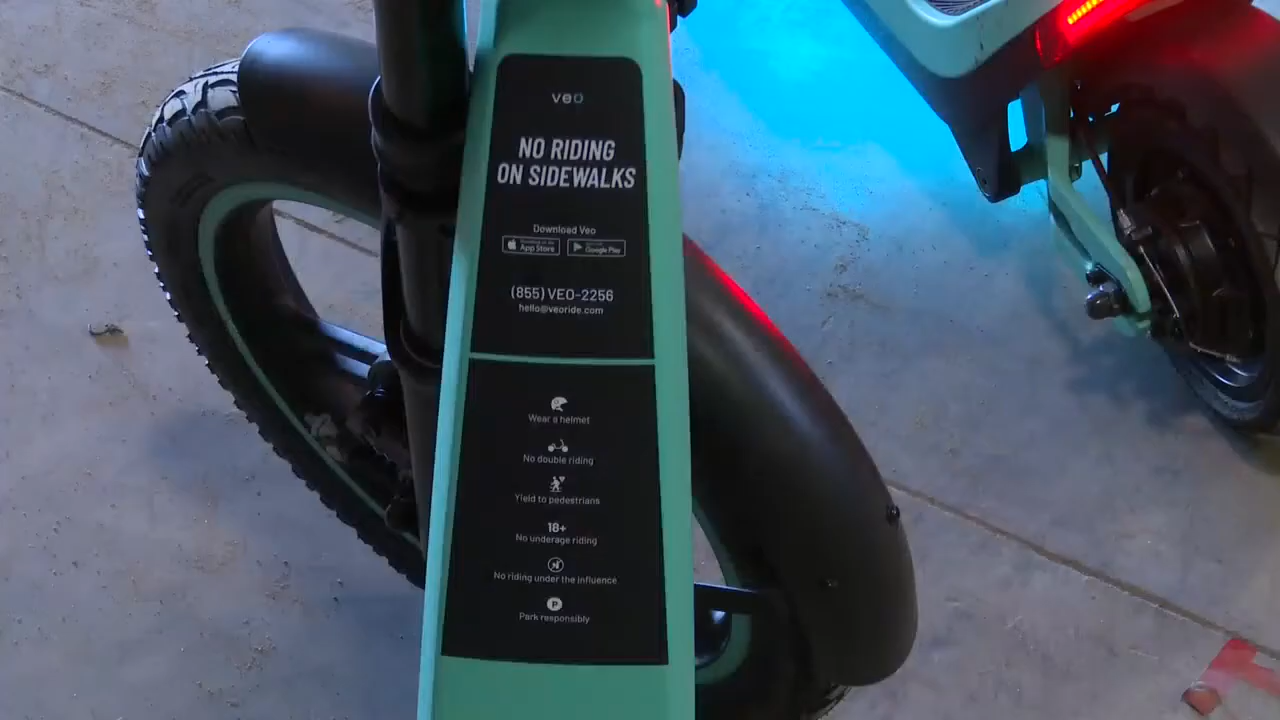 veo
NO RIDING
ON SIDEWALKS
Download Veo
App Store
Google Play
(855) VEO-2256
hello@veoride.com
Wear a helmet
No double riding
Yield to pedestrians
18+
No underage riding
No riding under the influence
P
Park responsibly